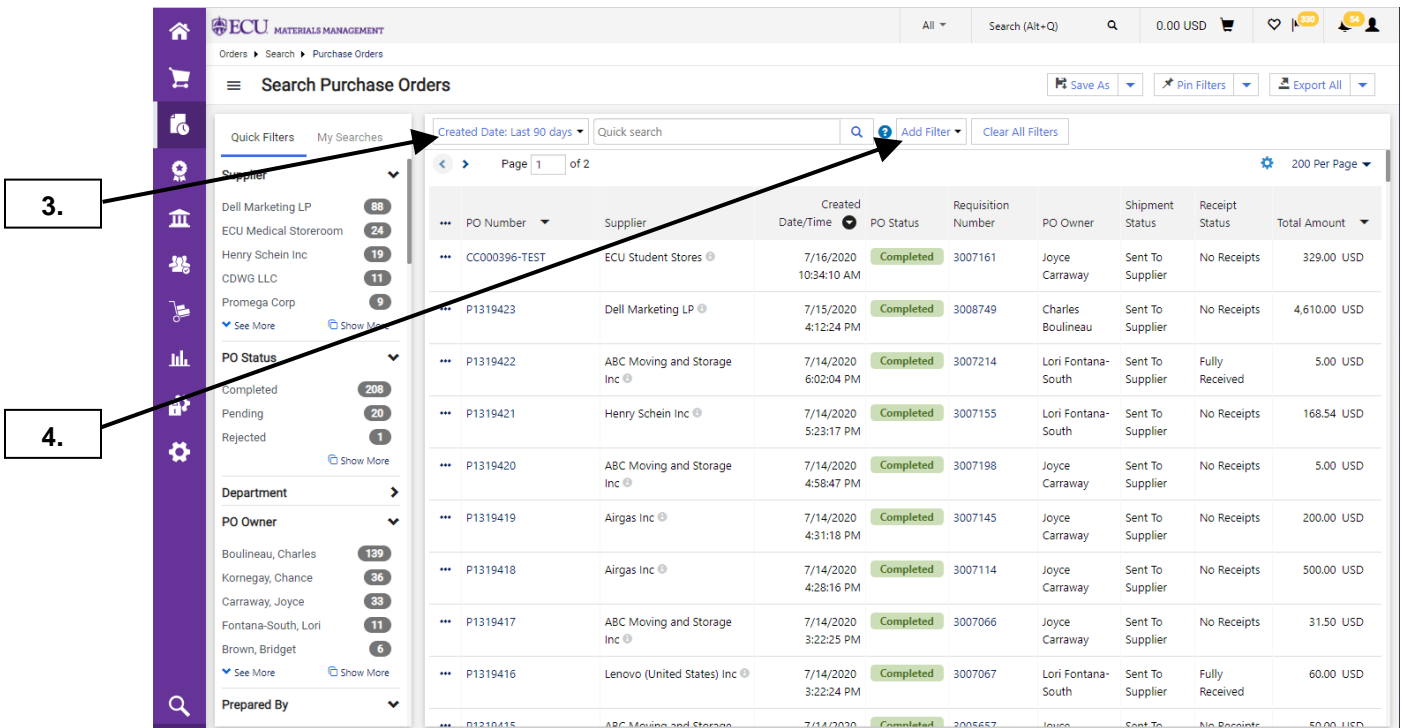 ECU MATERIALS MANAGEMENT
All
Search (Alt+Q)
0.00 USD
330
54
Orders Search Purchase Orders
Search Purchase Orders
Save As
Pin Filters
Export All
Quick Filters
My Searches
Created Date: Last 90 days
Quick search
?
Add Filter
Clear All Filters
Page 1 of 2
200 Per Page
3.
4.
Supplier
Dell Marketing LP 88
ECU Medical Storeroom 24
Henry Schein Inc 19
CDWG LLC 11
Promega Corp 9
See More
Show More
PO Status
Completed 208
Pending 20
Rejected 1
Show More
Department
PO Owner
Boulineau, Charles 139
Kornegay, Chance 36
Carraway, Joyce 33
Fontana-South, Lori 11
Brown, Bridget 6
See More
Show More
Prepared By
PO Number
Supplier
Created
Date/Time
PO Status
Requisition
Number
PO Owner
Shipment
Status
Receipt
Status
Total Amount
CC000396-TEST ECU Student Stores 7/16/2020 Completed 3007161 Joyce Sent To No Receipts 329.00 USD
10:34:10 AM Carraway Supplier
P1319423 Dell Marketing LP 7/15/2020 Completed 3008749 Charles Sent To No Receipts 4,610.00 USD
4:12:24 PM Boulineau Supplier
P1319422 ABC Moving and Storage 7/14/2020 Completed 3007214 Lori Fontana- Sent To Fully 5.00 USD
Inc 6:02:04 PM South Supplier Received
P1319421 Henry Schein Inc 7/14/2020 Completed 3007155 Lori Fontana- Sent To No Receipts 168.54 USD
5:23:17 PM South Supplier
P1319420 ABC Moving and Storage 7/14/2020 Completed 3007198 Joyce Sent To No Receipts 5.00 USD
Inc 4:58:47 PM Carraway Supplier
P1319419 Airgas Inc 7/14/2020 Completed 3007145 Joyce Sent To No Receipts 200.00 USD
4:31:18 PM Carraway Supplier
P1319418 Airgas Inc 7/14/2020 Completed 3007114 Joyce Sent To No Receipts 500.00 USD
4:28:16 PM Carraway Supplier
P1319417 ABC Moving and Storage 7/14/2020 Completed 3007066 Joyce Sent To No Receipts 31.50 USD
Inc 3:22:25 PM Carraway Supplier
P1319416 Lenovo (United States) Inc 7/14/2020 Completed 3007067 Lori Fontana- Sent To Fully 60.00 USD
3:22:24 PM South Supplier Received
P1319415 ABC Moving and Storage 7/14/2020 Completed 3005657 Joyce Sent To No Receipts 50.00 USD